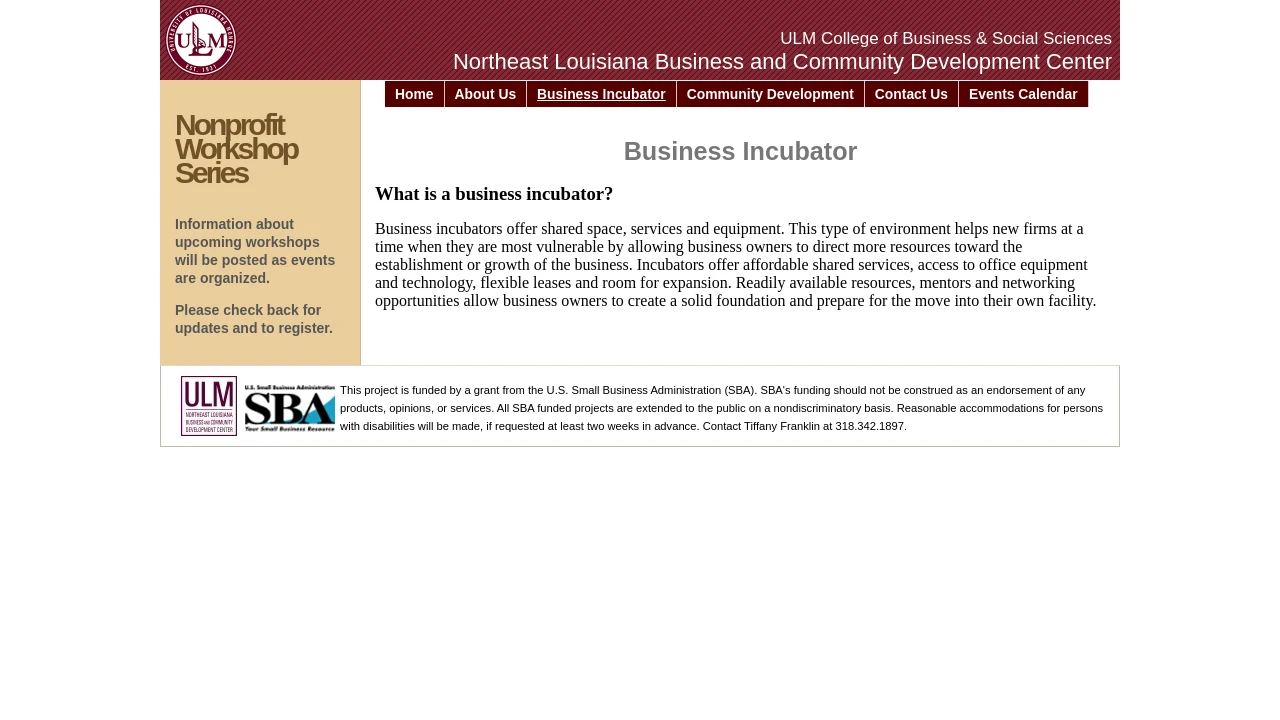 UNIVERSITY OF LOUISIANA MONROE
ULM
EST. 1931
ULM College of Business & Social Sciences
Northeast Louisiana Business and Community Development Center
Home About Us Business Incubator Community Development Contact Us Events Calendar
Nonprofit
Workshop
Series
Information about
upcoming workshops
will be posted as events
are organized.
Please check back for
updates and to register.
Business Incubator
What is a business incubator?
Business incubators offer shared space, services and equipment. This type of environment helps new firms at a
time when they are most vulnerable by allowing business owners to direct more resources toward the
establishment or growth of the business. Incubators offer affordable shared services, access to office equipment
and technology, flexible leases and room for expansion. Readily available resources, mentors and networking
opportunities allow business owners to create a solid foundation and prepare for the move into their own facility.
ULM
NORTHEAST LOUISIANA
BUSINESS AND COMMUNITY
DEVELOPMENT CENTER
U.S. Small Business Administration
SBA
Your Small Business Resource
This project is funded by a grant from the U.S. Small Business Administration (SBA). SBA's funding should not be construed as an endorsement of any
products, opinions, or services. All SBA funded projects are extended to the public on a nondiscriminatory basis. Reasonable accommodations for persons
with disabilities will be made, if requested at least two weeks in advance. Contact Tiffany Franklin at 318.342.1897.